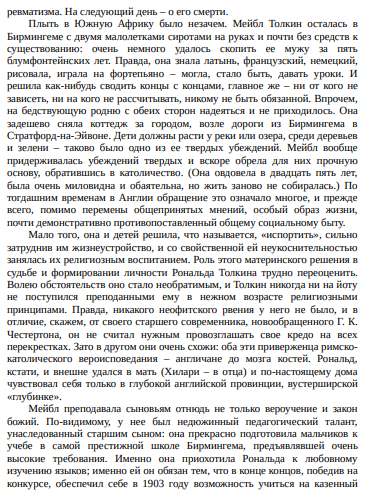 ревматизма. На следующий день – о его смерти.
Плыть в Южную Африку было незачем. Мейбл Толкин осталась в
Бирмингеме с двумя малолетками сиротами на руках и почти без средств к
существованию: очень немного удалось скопить ее мужу за пять
блумфонтейнских лет. Правда, она знала латынь, французский, немецкий,
рисовала, играла на фортепьяно – могла, стало быть, давать уроки. И
решила как-нибудь сводить концы с концами, главное же – ни от кого не
зависеть, ни на кого не рассчитывать, никому не быть обязанной. Впрочем,
на бедствующую родню с обеих сторон надеяться и не приходилось. Она
задешево сняла коттедж за городом, возле дороги из Бирмингема в
Стратфорд-на-Эйвоне. Дети должны расти у реки или озера, среди деревьев
и зелени – таково было одно из ее твердых убеждений. Мейбл вообще
придерживалась убеждений твердых и вскоре обрела для них прочную
основу, обратившись в католичество. (Она овдовела в двадцать пять лет,
была очень миловидна и обаятельна, но жить заново не собиралась.) По
тогдашним временам в Англии обращение это означало многое, и прежде
всего, помимо перемены общепринятых мнений, особый образ жизни,
почти демонстративно противопоставленный общему социальному быту.
Мало того, она и детей решила, что называется, «испортить», сильно
затруднив им жизнеустройство, и со свойственной ей неукоснительностью
занялась их религиозным воспитанием. Роль этого материнского решения в
судьбе и формировании личности Рональда Толкина трудно переоценить.
Волею обстоятельств оно стало необратимым, и Толкин никогда ни на йоту
не поступился преподанными ему в нежном возрасте религиозными
принципами. Правда, никакого неофитского рвения у него не было, и в
отличие, скажем, от своего старшего современника, новообращенного Г. К.
Честертона, он не считал нужным провозглашать свое кредо на всех
перекрестках. Зато в другом они очень схожи: оба эти приверженца римско-
католического вероисповедания – англичане до мозга костей. Рональд,
кстати, и внешне удался в мать (Хилари – в отца) и по-настоящему дома
чувствовал себя только в глубокой английской провинции, вустерширской
«глубинке».
Мейбл преподавала сыновьям отнюдь не только вероучение и закон
божий. По-видимому, у нее был недюжинный педагогический талант,
унаследованный старшим сыном: она прекрасно подготовила мальчиков к
учебе в самой престижной школе Бирмингема, предъявлявшей очень
высокие требования. Именно она приохотила Рональда к любовному
изучению языков; именно ей он обязан тем, что в конце концов, победив на
конкурсе, обеспечил себе в 1903 году возможность учиться на казенный